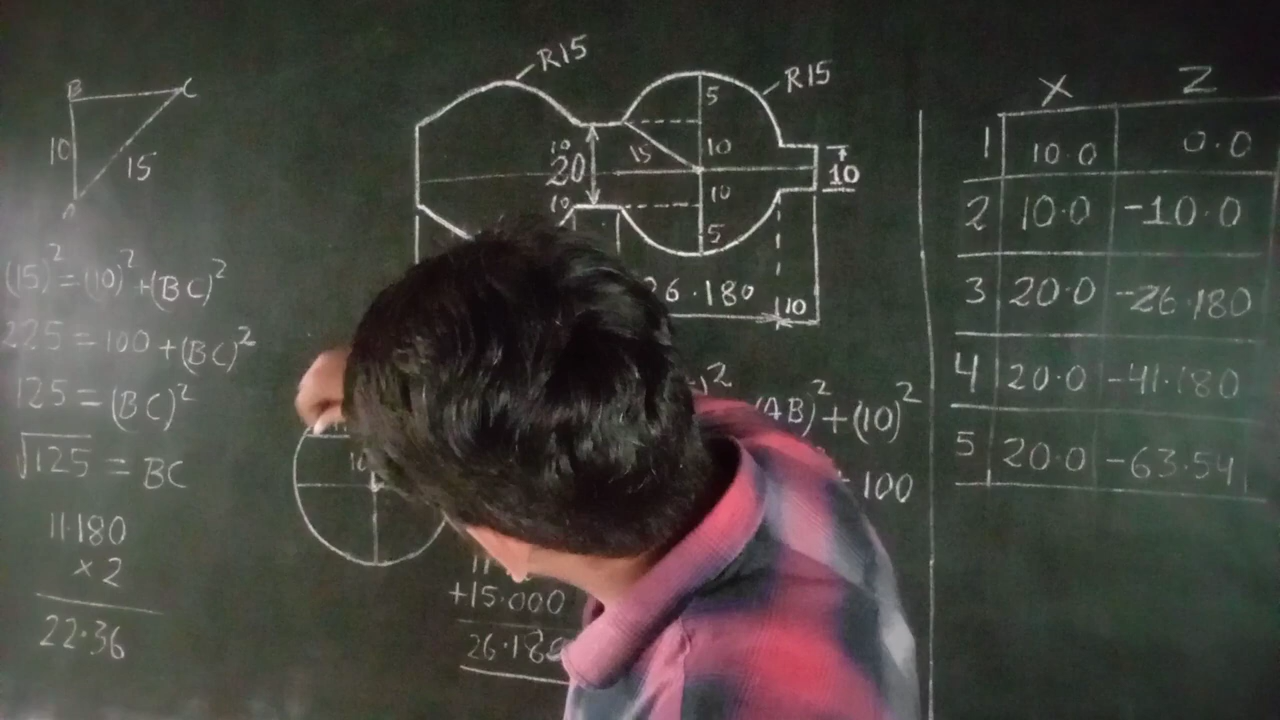 B C
10
15
A
(15)² = (10)² + (BC)²
225 = 100 + (BC)²
125 = (BC)²
√125 = BC
11.180
× 2
22.36
R15
R15
5
10
20
10
15
10
10
5
10
26.180
10
10
²
(AB)² + (10)²
100
+15.000
26.180
X Z
1 10.0 0.0
2 10.0 -10.0
3 20.0 -26.180
4 20.0 -41.180
5 20.0 -63.54